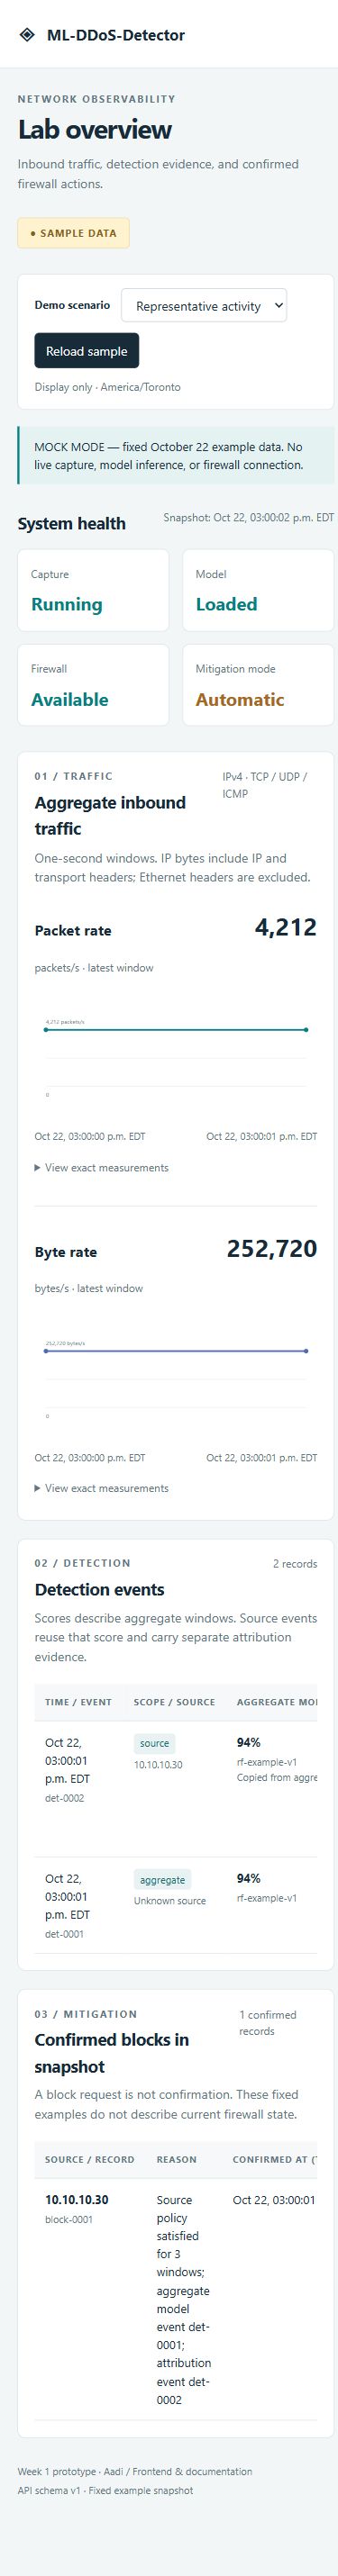 ML-DDoS-Detector
NETWORK OBSERVABILITY
Lab overview
Inbound traffic, detection evidence, and confirmed
firewall actions.
• SAMPLE DATA
Demo scenario
Representative activity
Reload sample
Display only · America/Toronto
MOCK MODE — fixed October 22 example data. No
live capture, model inference, or firewall connection.
System health
Snapshot: Oct 22, 03:00:02 p.m. EDT
Capture
Running
Model
Loaded
Firewall
Available
Mitigation mode
Automatic
01 / TRAFFIC
Aggregate inbound
traffic
IPv4 · TCP / UDP /
ICMP
One-second windows. IP bytes include IP and
transport headers; Ethernet headers are excluded.
Packet rate
4,212
packets/s · latest window
4,212 packets/s
0
Oct 22, 03:00:00 p.m. EDT
Oct 22, 03:00:01 p.m. EDT
▶ View exact measurements
Byte rate
252,720
bytes/s · latest window
252,720 bytes/s
0
Oct 22, 03:00:00 p.m. EDT
Oct 22, 03:00:01 p.m. EDT
▶ View exact measurements
02 / DETECTION
2 records
Detection events
Scores describe aggregate windows. Source events
reuse that score and carry separate attribution
evidence.
TIME / EVENT
SCOPE / SOURCE
AGGREGATE MO
Oct 22,
03:00:01
p.m. EDT
det-0002
source
10.10.10.30
94%
rf-example-v1
Copied from aggre
Oct 22,
03:00:01
p.m. EDT
det-0001
aggregate
Unknown source
94%
rf-example-v1
03 / MITIGATION
Confirmed blocks in
snapshot
1 confirmed
records
A block request is not confirmation. These fixed
examples do not describe current firewall state.
SOURCE / RECORD
REASON
CONFIRMED AT (
10.10.10.30
block-0001
Source
policy
satisfied
for 3
windows;
aggregate
model
event det-
0001;
attribution
event det-
0002
Oct 22, 03:00:01
Week 1 prototype · Aadi / Frontend & documentation
API schema v1 · Fixed example snapshot